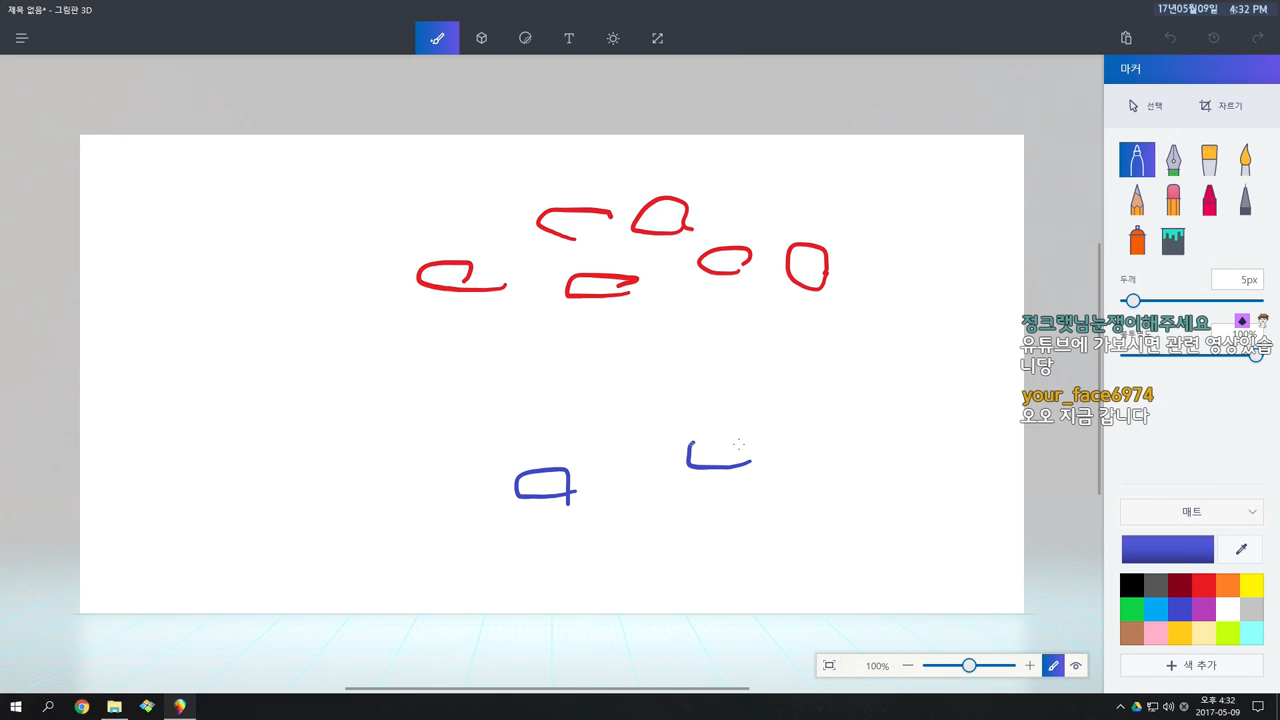 제목 없음* - 그림판 3D
17년05월09일 4:32 PM
마커
선택
자르기
두께
5px
정크랫님눈쟁이해주세요
100%
유튜브에 가보시면 관련 영상있습
니당
your_face6974
오오 지금 갑니다
매트
색 추가
100%
오후 4:32
2017-05-09